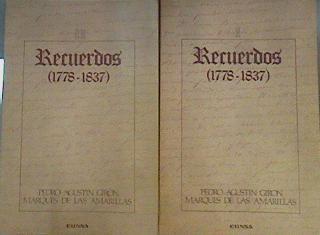 Recuerdos
(1778-1837)
PEDRO AGUSTIN GIRON
MARQUES DE LAS AMARILLAS
EUNSA
Recuerdos
(1778-1837)
PEDRO AGUSTIN GIRON
MARQUES DE LAS AMARILLAS
EUNSA